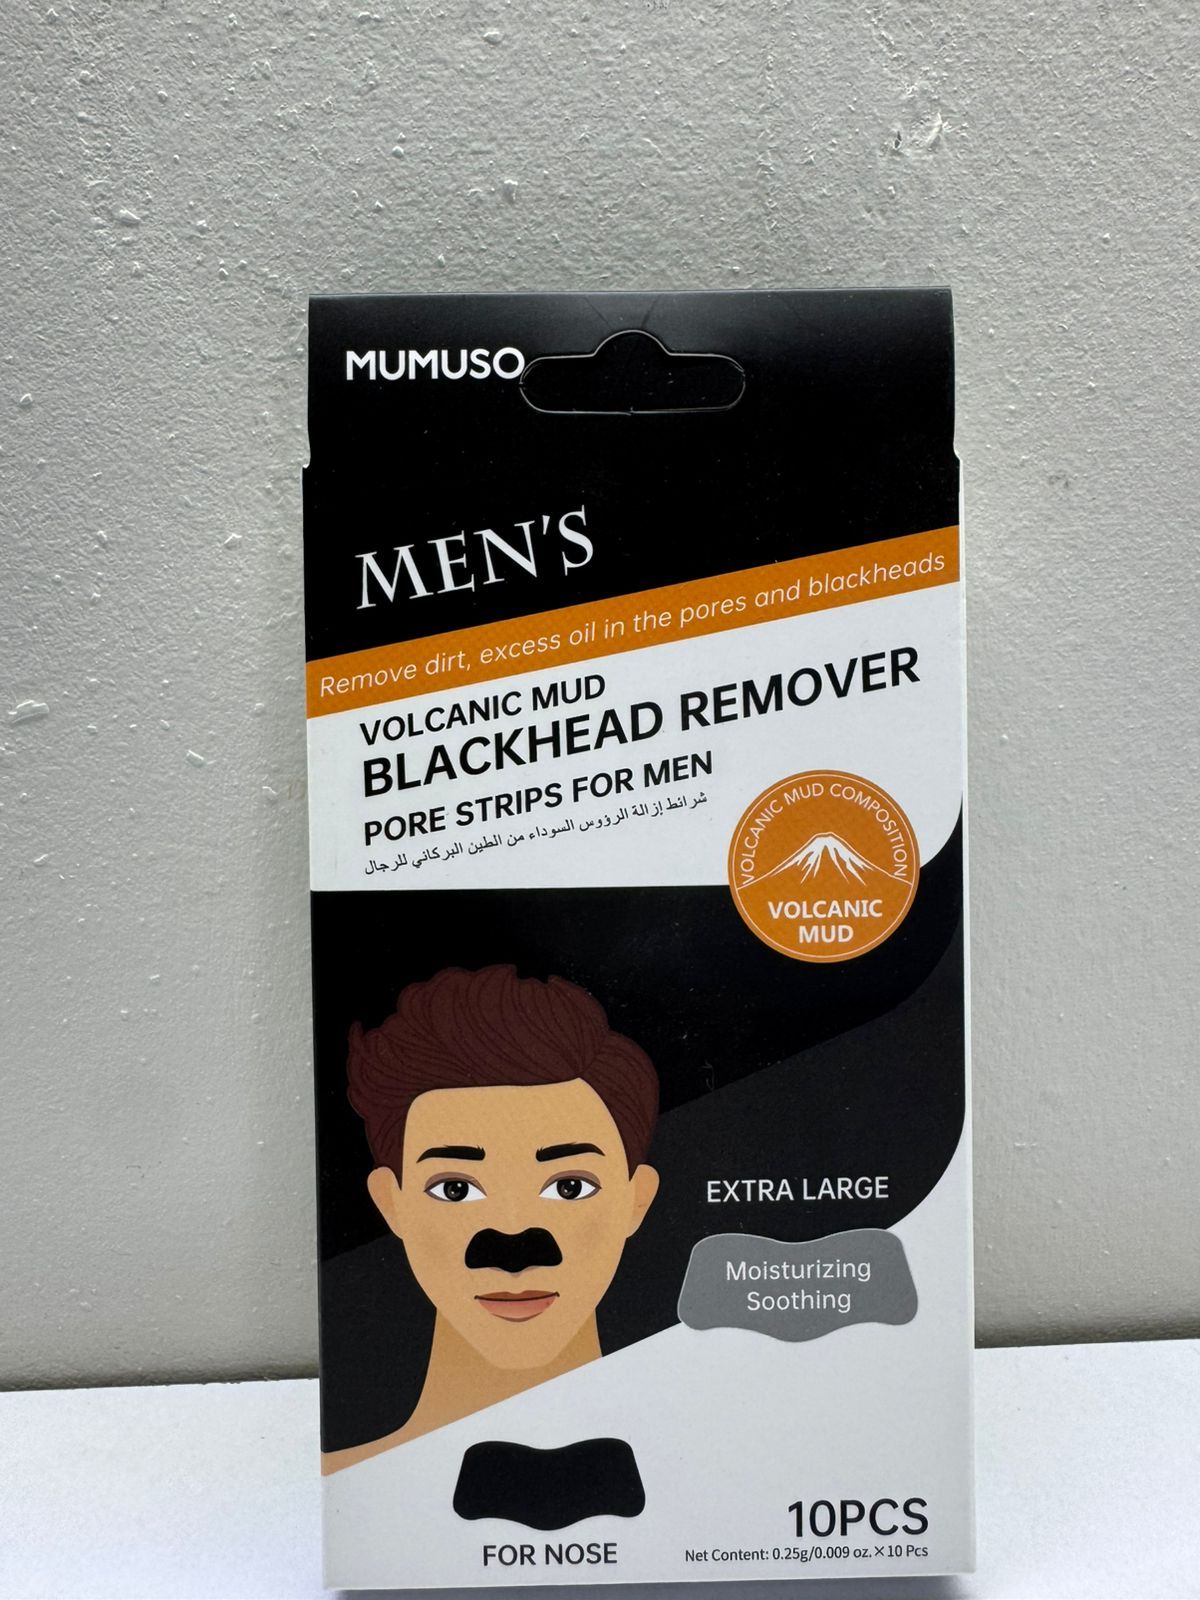 MUMUSO
MEN'S
Remove dirt, excess oil in the pores and blackheads
VOLCANIC MUD
BLACKHEAD REMOVER
PORE STRIPS FOR MEN
شرائط إزالة الرؤوس السوداء من الطين البركاني للرجال
VOLCANIC MUD COMPOSITION
VOLCANIC
MUD
EXTRA LARGE
Moisturizing
Soothing
FOR NOSE
10PCS
Net Content: 0.25g/0.009 oz.×10 Pcs